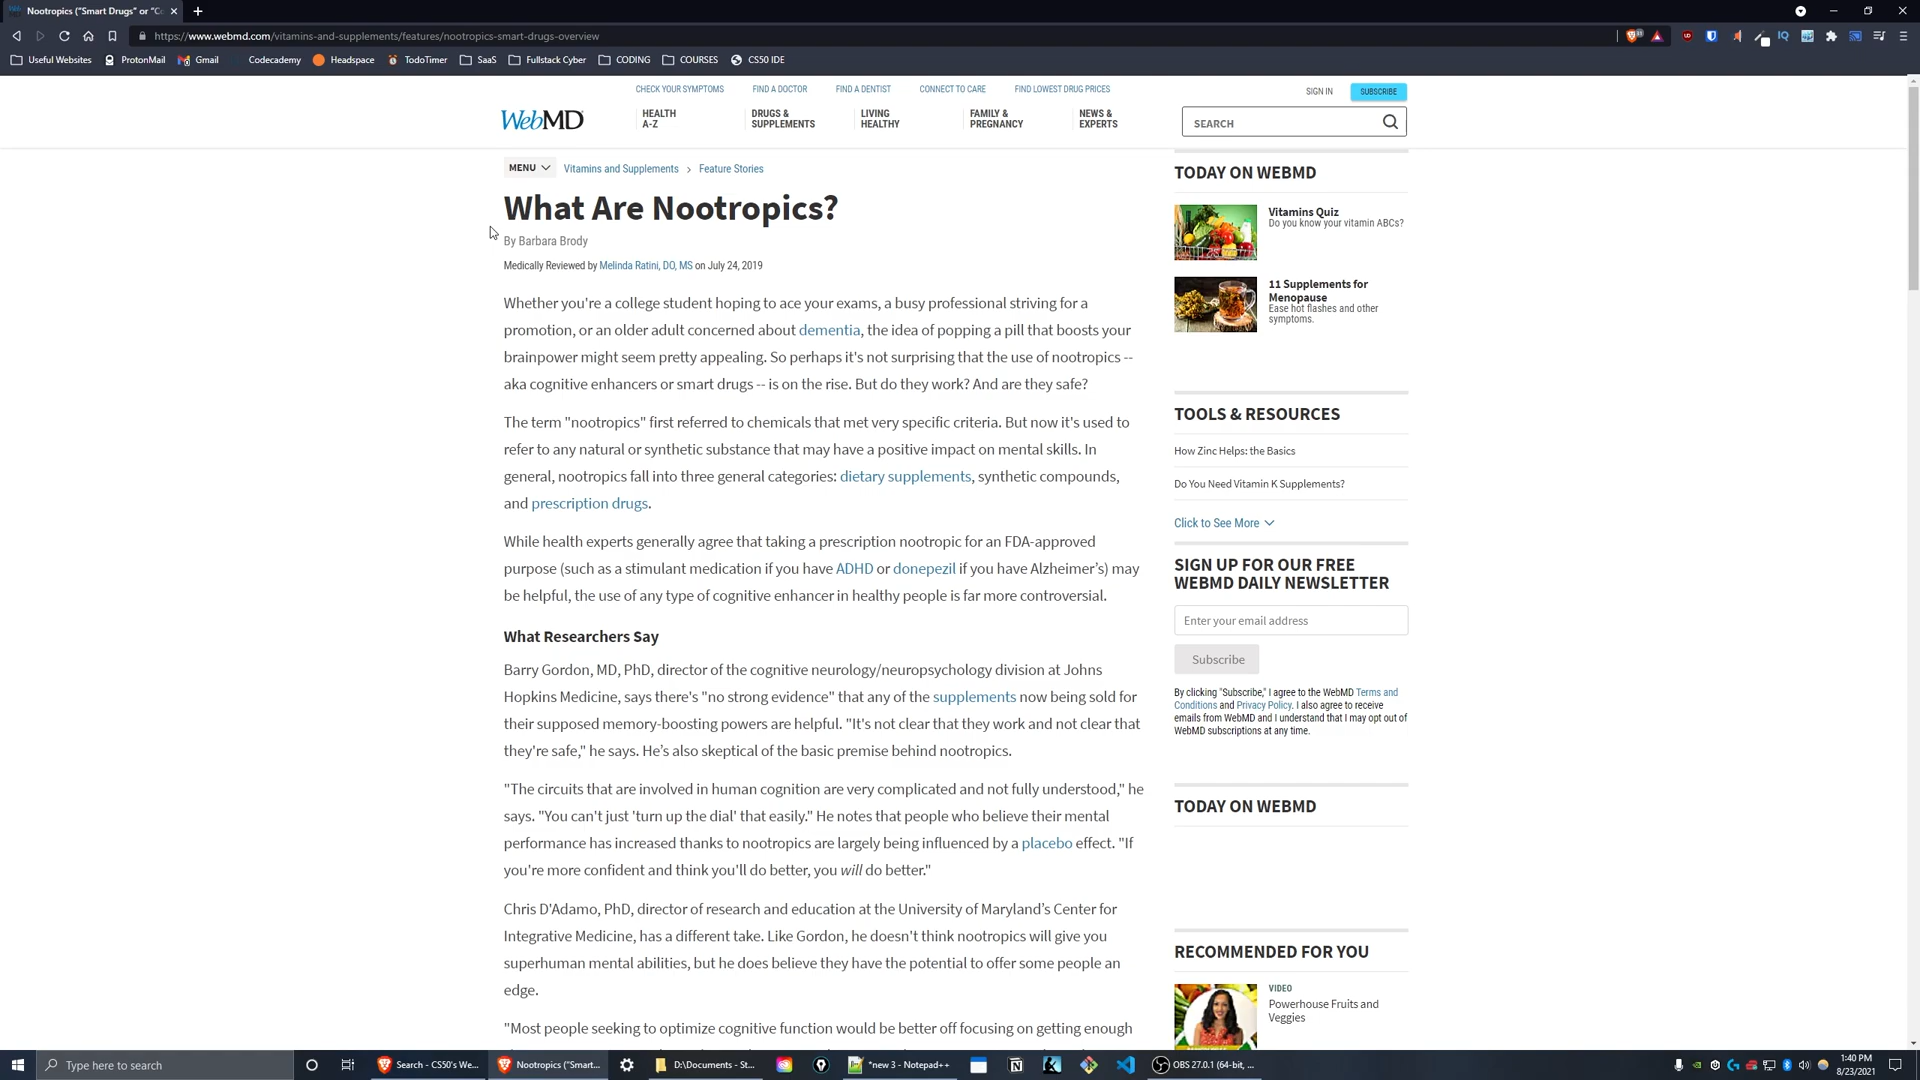 Nootropics ("Smart Drugs" or "Co
https://www.webmd.com/vitamins-and-supplements/features/nootropics-smart-drugs-overview
Useful Websites
ProtonMail
Gmail
Codecademy
Headspace
TodoTimer
SaaS
Fullstack Cyber
CODING
COURSES
CS50 IDE
CHECK YOUR SYMPTOMS
FIND A DOCTOR
FIND A DENTIST
CONNECT TO CARE
FIND LOWEST DRUG PRICES
SIGN IN
SUBSCRIBE
WebMD
HEALTH
A-Z
DRUGS &
SUPPLEMENTS
LIVING
HEALTHY
FAMILY &
PREGNANCY
NEWS &
EXPERTS
SEARCH
MENU
Vitamins and Supplements > Feature Stories
What Are Nootropics?
By Barbara Brody
Medically Reviewed by Melinda Ratini, DO, MS on July 24, 2019
Whether you're a college student hoping to ace your exams, a busy professional striving for a
promotion, or an older adult concerned about dementia, the idea of popping a pill that boosts your
brainpower might seem pretty appealing. So perhaps it's not surprising that the use of nootropics --
aka cognitive enhancers or smart drugs -- is on the rise. But do they work? And are they safe?
The term "nootropics" first referred to chemicals that met very specific criteria. But now it's used to
refer to any natural or synthetic substance that may have a positive impact on mental skills. In
general, nootropics fall into three general categories: dietary supplements, synthetic compounds,
and prescription drugs.
While health experts generally agree that taking a prescription nootropic for an FDA-approved
purpose (such as a stimulant medication if you have ADHD or donepezil if you have Alzheimer’s) may
be helpful, the use of any type of cognitive enhancer in healthy people is far more controversial.
What Researchers Say
Barry Gordon, MD, PhD, director of the cognitive neurology/neuropsychology division at Johns
Hopkins Medicine, says there's "no strong evidence" that any of the supplements now being sold for
their supposed memory-boosting powers are helpful. "It's not clear that they work and not clear that
they're safe," he says. He’s also skeptical of the basic premise behind nootropics.
"The circuits that are involved in human cognition are very complicated and not fully understood," he
says. "You can't just 'turn up the dial' that easily." He notes that people who believe their mental
performance has increased thanks to nootropics are largely being influenced by a placebo effect. "If
you're more confident and think you'll do better, you will do better."
Chris D'Adamo, PhD, director of research and education at the University of Maryland’s Center for
Integrative Medicine, has a different take. Like Gordon, he doesn't think nootropics will give you
superhuman mental abilities, but he does believe they have the potential to offer some people an
edge.
"Most people seeking to optimize cognitive function would be better off focusing on getting enough
TODAY ON WEBMD
Vitamins Quiz
Do you know your vitamin ABCs?
11 Supplements for
Menopause
Ease hot flashes and other
symptoms.
TOOLS & RESOURCES
How Zinc Helps: the Basics
Do You Need Vitamin K Supplements?
Click to See More
SIGN UP FOR OUR FREE
WEBMD DAILY NEWSLETTER
Enter your email address
Subscribe
By clicking "Subscribe," I agree to the WebMD Terms and
Conditions and Privacy Policy. I also agree to receive
emails from WebMD and I understand that I may opt out of
WebMD subscriptions at any time.
TODAY ON WEBMD
RECOMMENDED FOR YOU
VIDEO
Powerhouse Fruits and
Veggies
Type here to search
Search - CS50's We...
Nootropics ("Smart...
D:\Documents - St...
*new 3 - Notepad++
OBS 27.0.1 (64-bit, ...
1:40 PM
8/23/2021